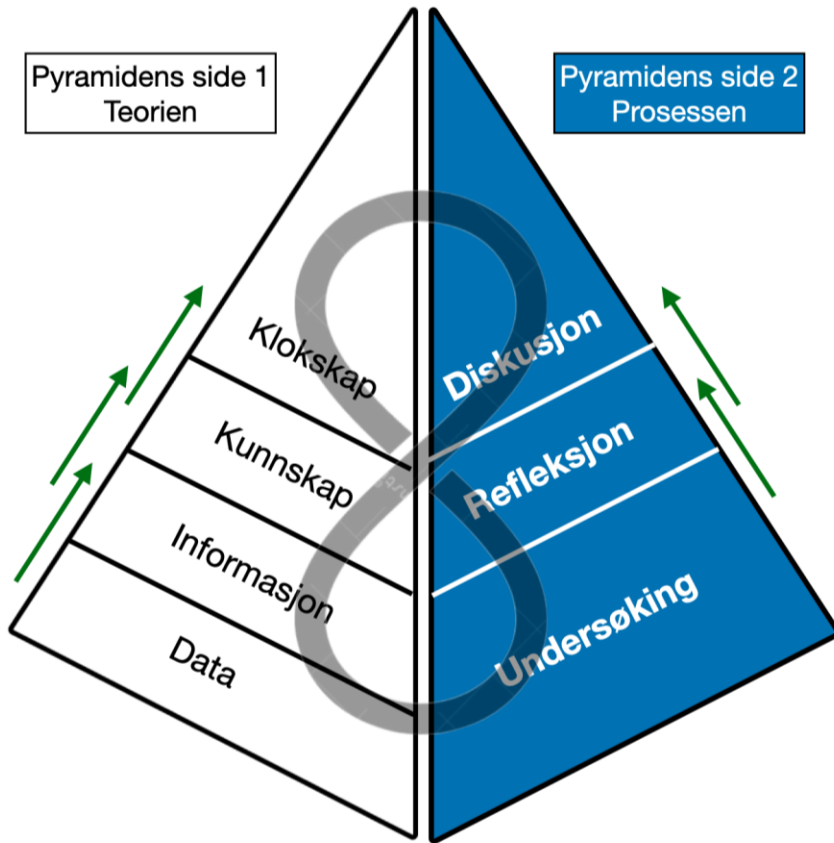 Pyramidens side 1
Teorien
Pyramidens side 2
Prosessen
Klokskap
Kunnskap
Informasjon
Data
Diskusjon
Refleksjon
Undersøking